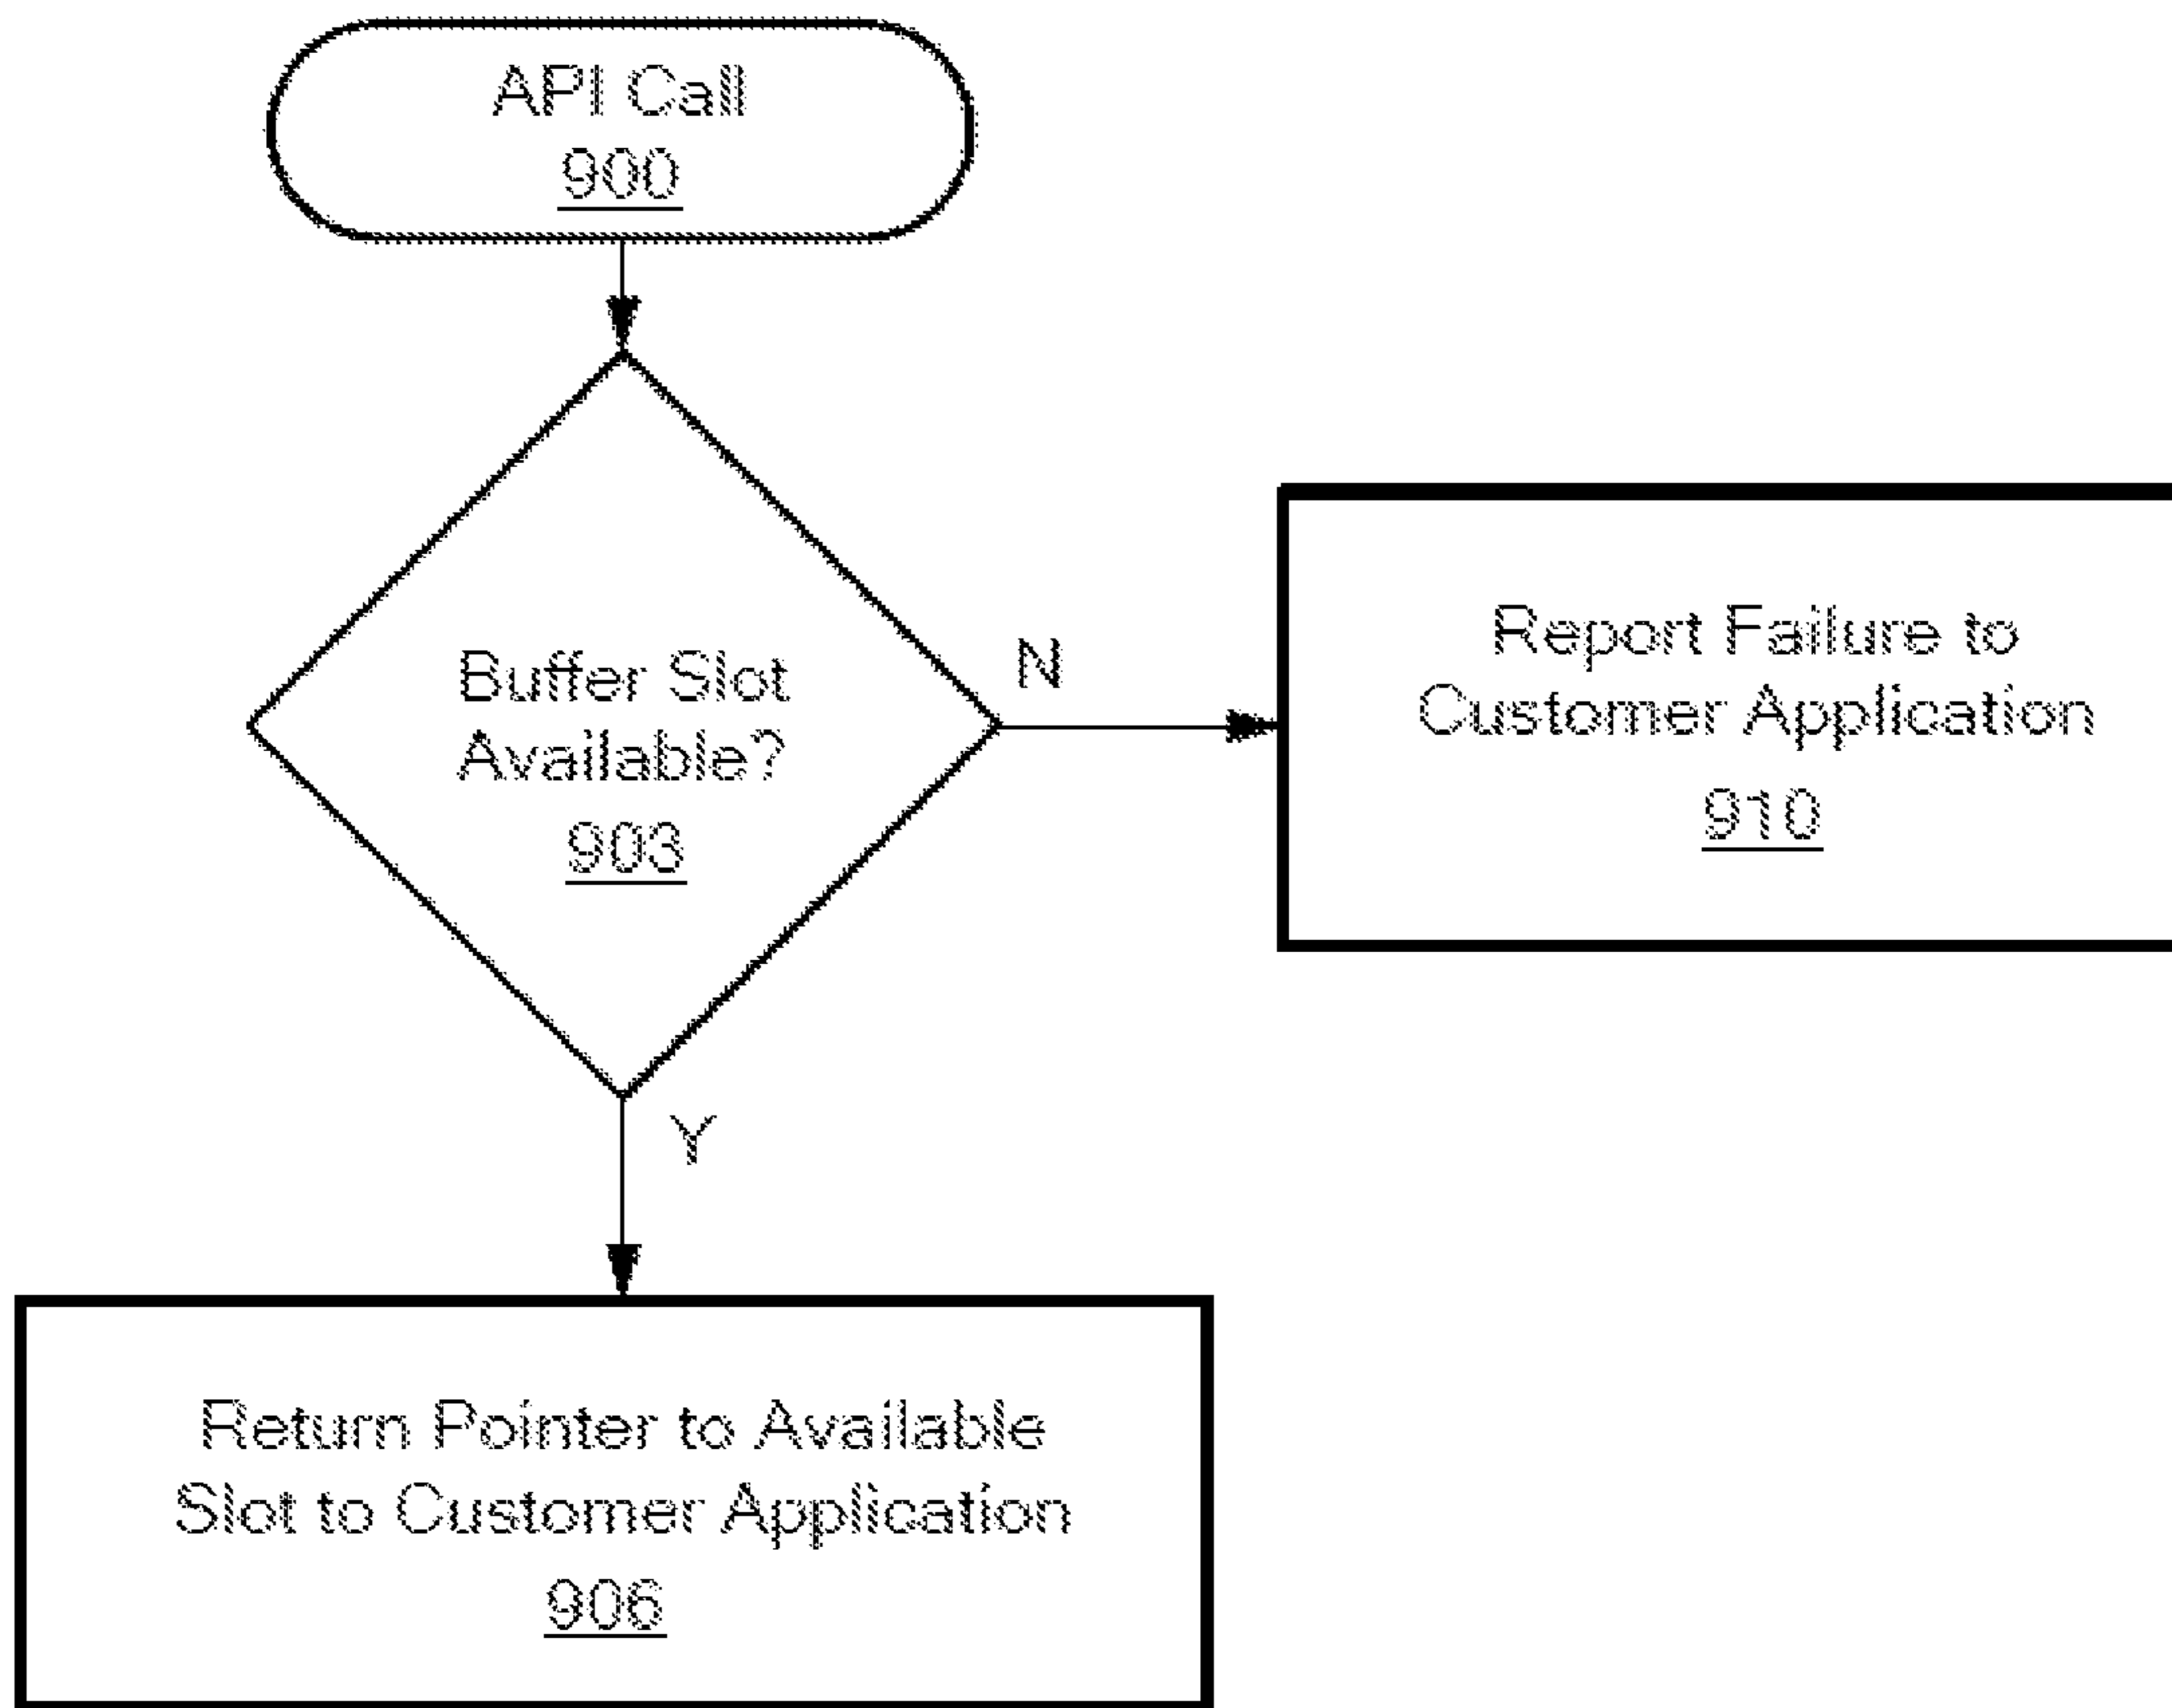 API Call
900
Buffer Slot
Available?
903
N
Report Failure to
Customer Application
910
Y
Return Pointer to Available
Slot to Customer Application
906